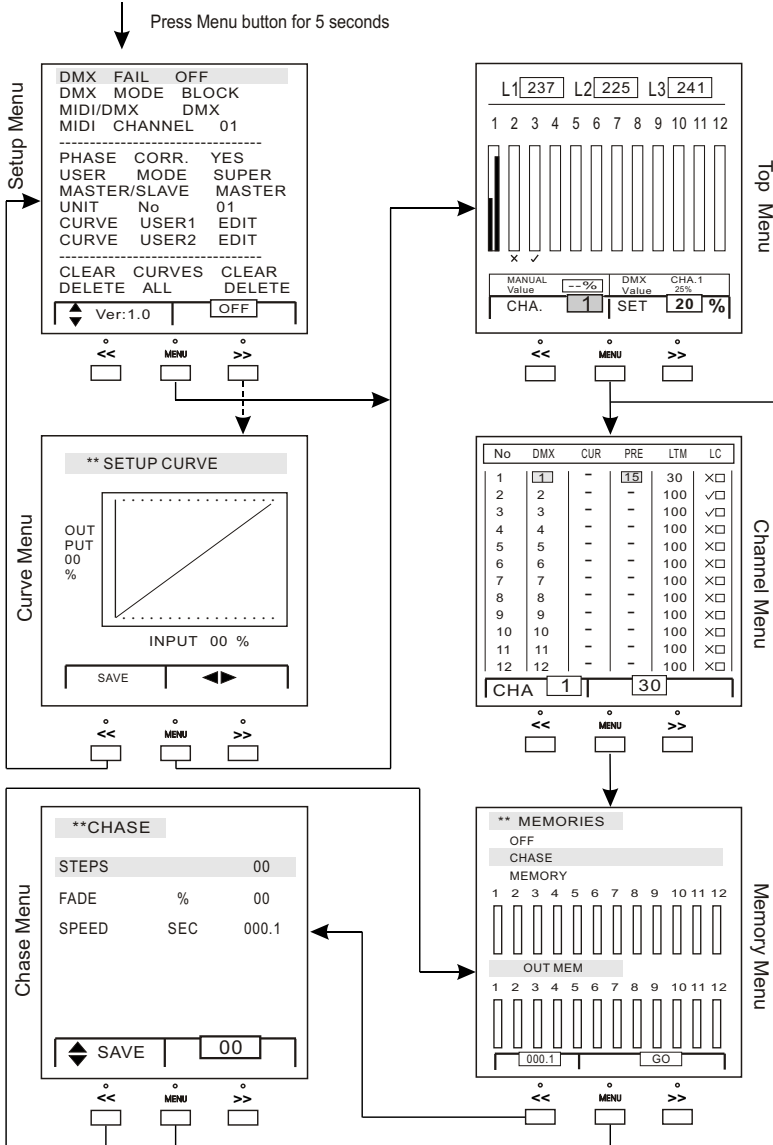 Press Menu button for 5 seconds
Setup Menu
DMX FAIL OFF
DMX MODE BLOCK
MIDI/DMX DMX
MIDI CHANNEL 01
PHASE CORR. YES
USER MODE SUPER
MASTER/SLAVE MASTER
UNIT No 01
CURVE USER1 EDIT
CURVE USER2 EDIT
CLEAR CURVES CLEAR
DELETE ALL DELETE
Ver:1.0 OFF
<< MENU >>
Top Menu
L1 237 L2 225 L3 241
1 2 3 4 5 6 7 8 9 10 11 12
× ✓
MANUAL Value --% DMX Value CHA.1 25%
CHA. 1 SET 20 %
<< MENU >>
Curve Menu
** SETUP CURVE
OUT
PUT
00
%
INPUT 00 %
SAVE ◀▶
<< MENU >>
Channel Menu
No DMX CUR PRE LTM LC
1 1 - 15 30 ×□
2 2 - - 100 ✓□
3 3 - - 100 ✓□
4 4 - - 100 ×□
5 5 - - 100 ×□
6 6 - - 100 ×□
7 7 - - 100 ×□
8 8 - - 100 ×□
9 9 - - 100 ×□
10 10 - - 100 ×□
11 11 - - 100 ×□
12 12 - - 100 ×□
CHA 1 30
<< MENU >>
Chase Menu
**CHASE
STEPS 00
FADE % 00
SPEED SEC 000.1
SAVE 00
<< MENU >>
Memory Menu
** MEMORIES
OFF
CHASE
MEMORY
1 2 3 4 5 6 7 8 9 10 11 12
OUT MEM
1 2 3 4 5 6 7 8 9 10 11 12
000.1 GO
<< MENU >>